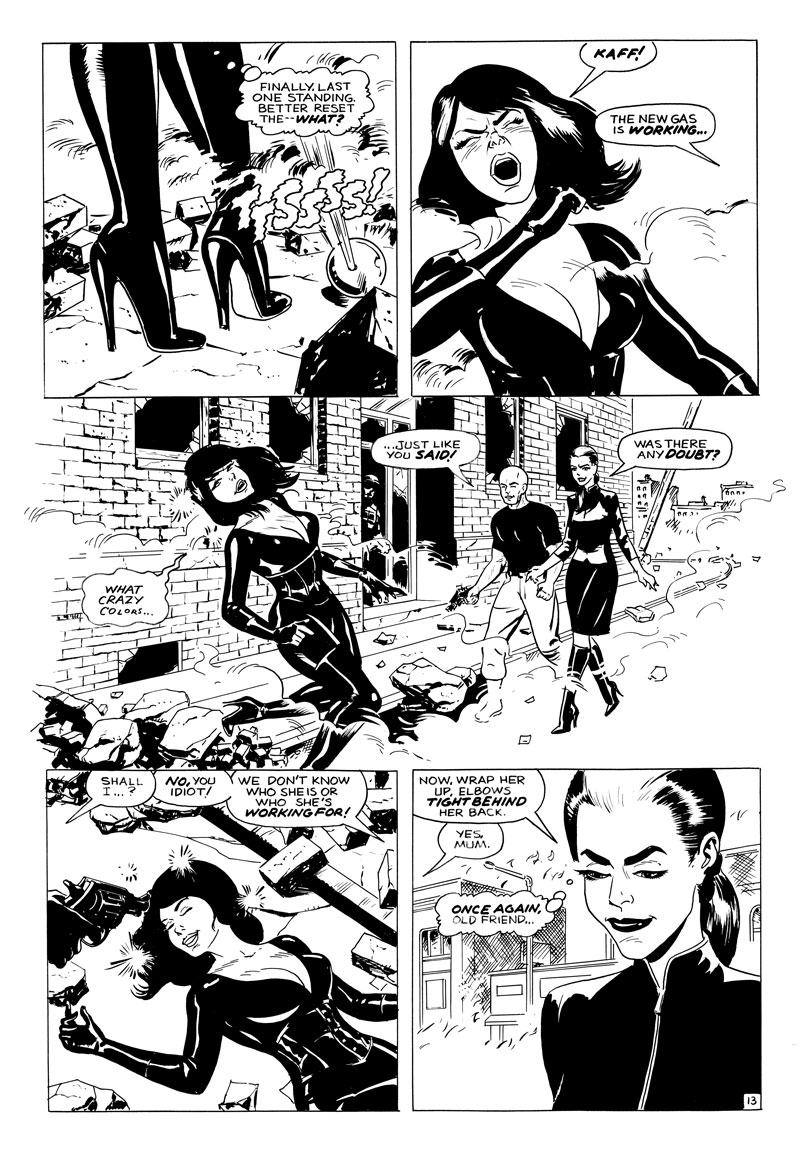 FINALLY, LAST
ONE STANDING.
BETTER RESET
THE--WHAT?
TSSSSS!
KAFF!
THE NEW GAS
IS WORKING...
...JUST LIKE
YOU SAID!
WAS THERE
ANY DOUBT?
WHAT
CRAZY
COLORS...
SHALL
I...?
NO, YOU
IDIOT!
WE DON'T KNOW
WHO SHE IS OR
WHO SHE'S
WORKING FOR!
NOW, WRAP HER
UP, ELBOWS
TIGHT BEHIND
HER BACK.
YES,
MUM.
ONCE AGAIN,
OLD FRIEND...
13